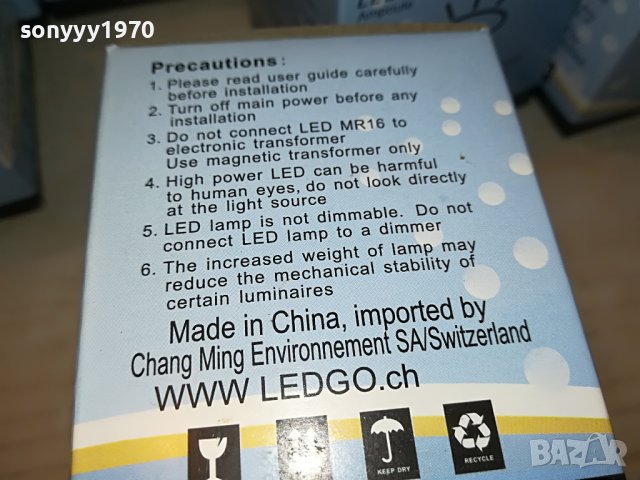 sonyyy1970
Precautions:
1. Please read user guide carefully
before installation
2. Turn off main power before any
installation
3. Do not connect LED MR16 to
electronic transformer
Use magnetic transformer only
4. High power LED can be harmful
to human eyes, do not look directly
at the light source
5. LED lamp is not dimmable. Do not
connect LED lamp to a dimmer
6. The increased weight of lamp may
reduce the mechanical stability of
certain luminaires
Made in China, imported by
Chang Ming Environnement SA/Switzerland
WWW LEDGO.ch
KEEP DRY
RECYCLE
BAZAR